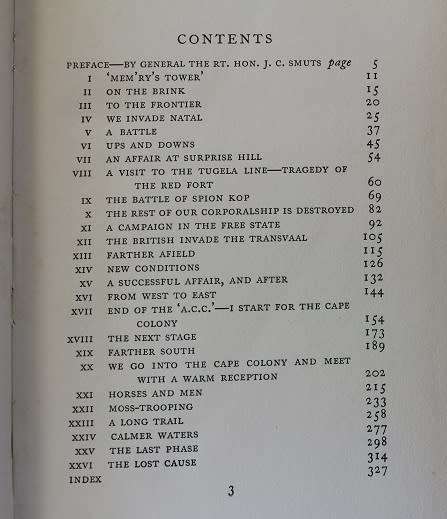 CONTENTS
PREFACE—BY GENERAL THE RT. HON. J. C. SMUTS page 5
I 'MEM'RY'S TOWER' 11
II ON THE BRINK 15
III TO THE FRONTIER 20
IV WE INVADE NATAL 25
V A BATTLE 37
VI UPS AND DOWNS 45
VII AN AFFAIR AT SURPRISE HILL 54
VIII A VISIT TO THE TUGELA LINE—TRAGEDY OF
THE RED FORT 60
IX THE BATTLE OF SPION KOP 69
X THE REST OF OUR CORPORALSHIP IS DESTROYED 82
XI A CAMPAIGN IN THE FREE STATE 92
XII THE BRITISH INVADE THE TRANSVAAL 105
XIII FARTHER AFIELD 115
XIV NEW CONDITIONS 126
XV A SUCCESSFUL AFFAIR, AND AFTER 132
XVI FROM WEST TO EAST 144
XVII END OF THE 'A.C.C.'—I START FOR THE CAPE
COLONY 154
XVIII THE NEXT STAGE 173
XIX FARTHER SOUTH 189
XX WE GO INTO THE CAPE COLONY AND MEET
WITH A WARM RECEPTION 202
XXI HORSES AND MEN 215
XXII MOSS-TROOPING 233
XXIII A LONG TRAIL 258
XXIV CALMER WATERS 277
XXV THE LAST PHASE 298
XXVI THE LOST CAUSE 314
INDEX 327
3